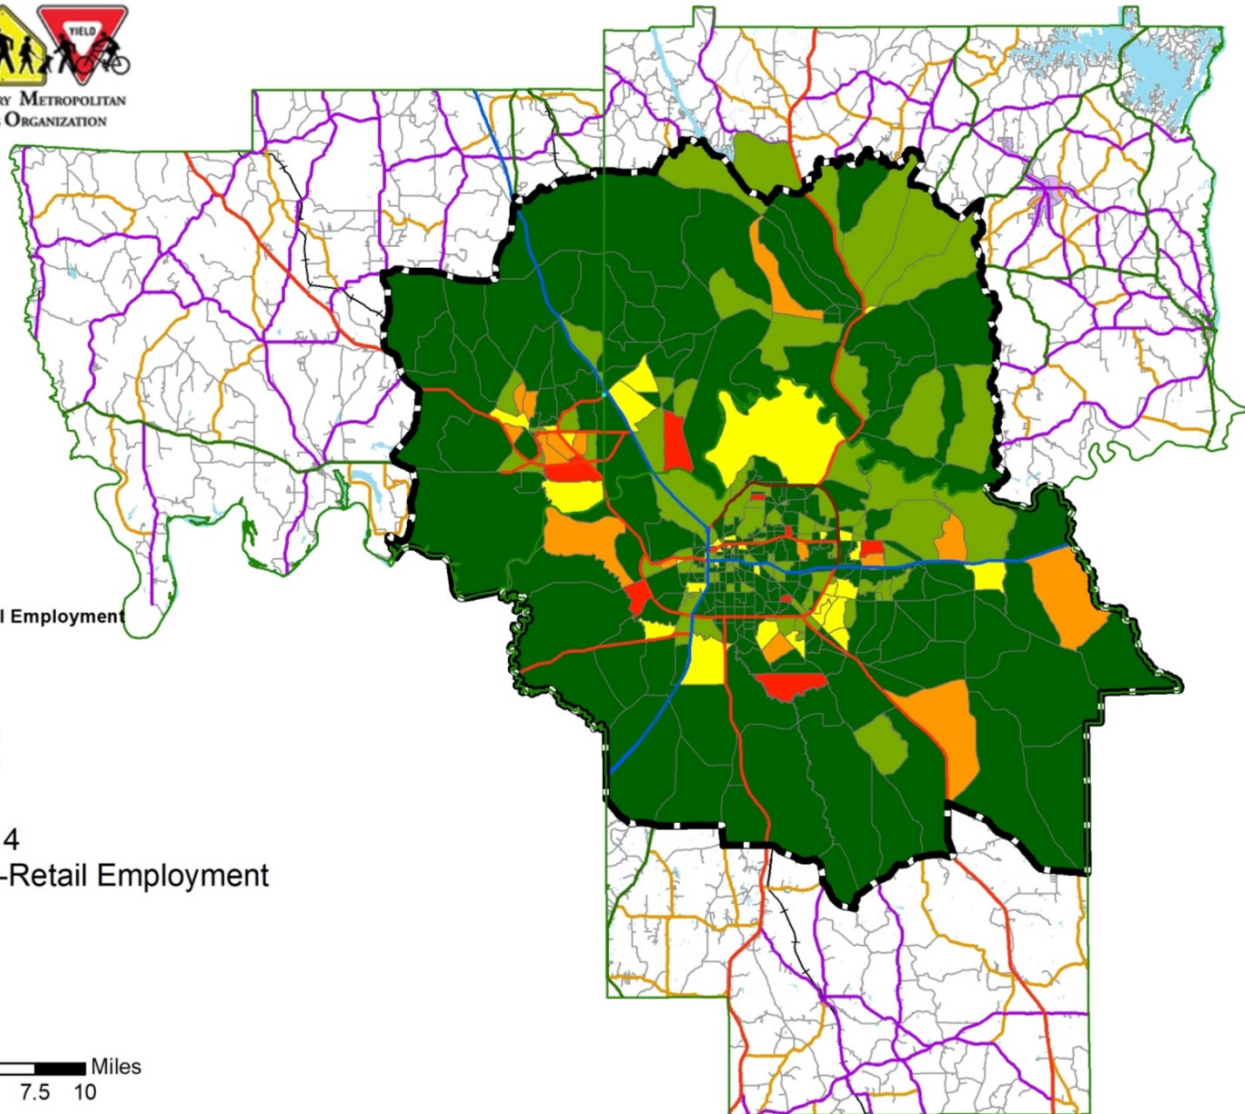 YIELD
RY METROPOLITAN
ORGANIZATION
l Employment
4
-Retail Employment
Miles
7.5 10